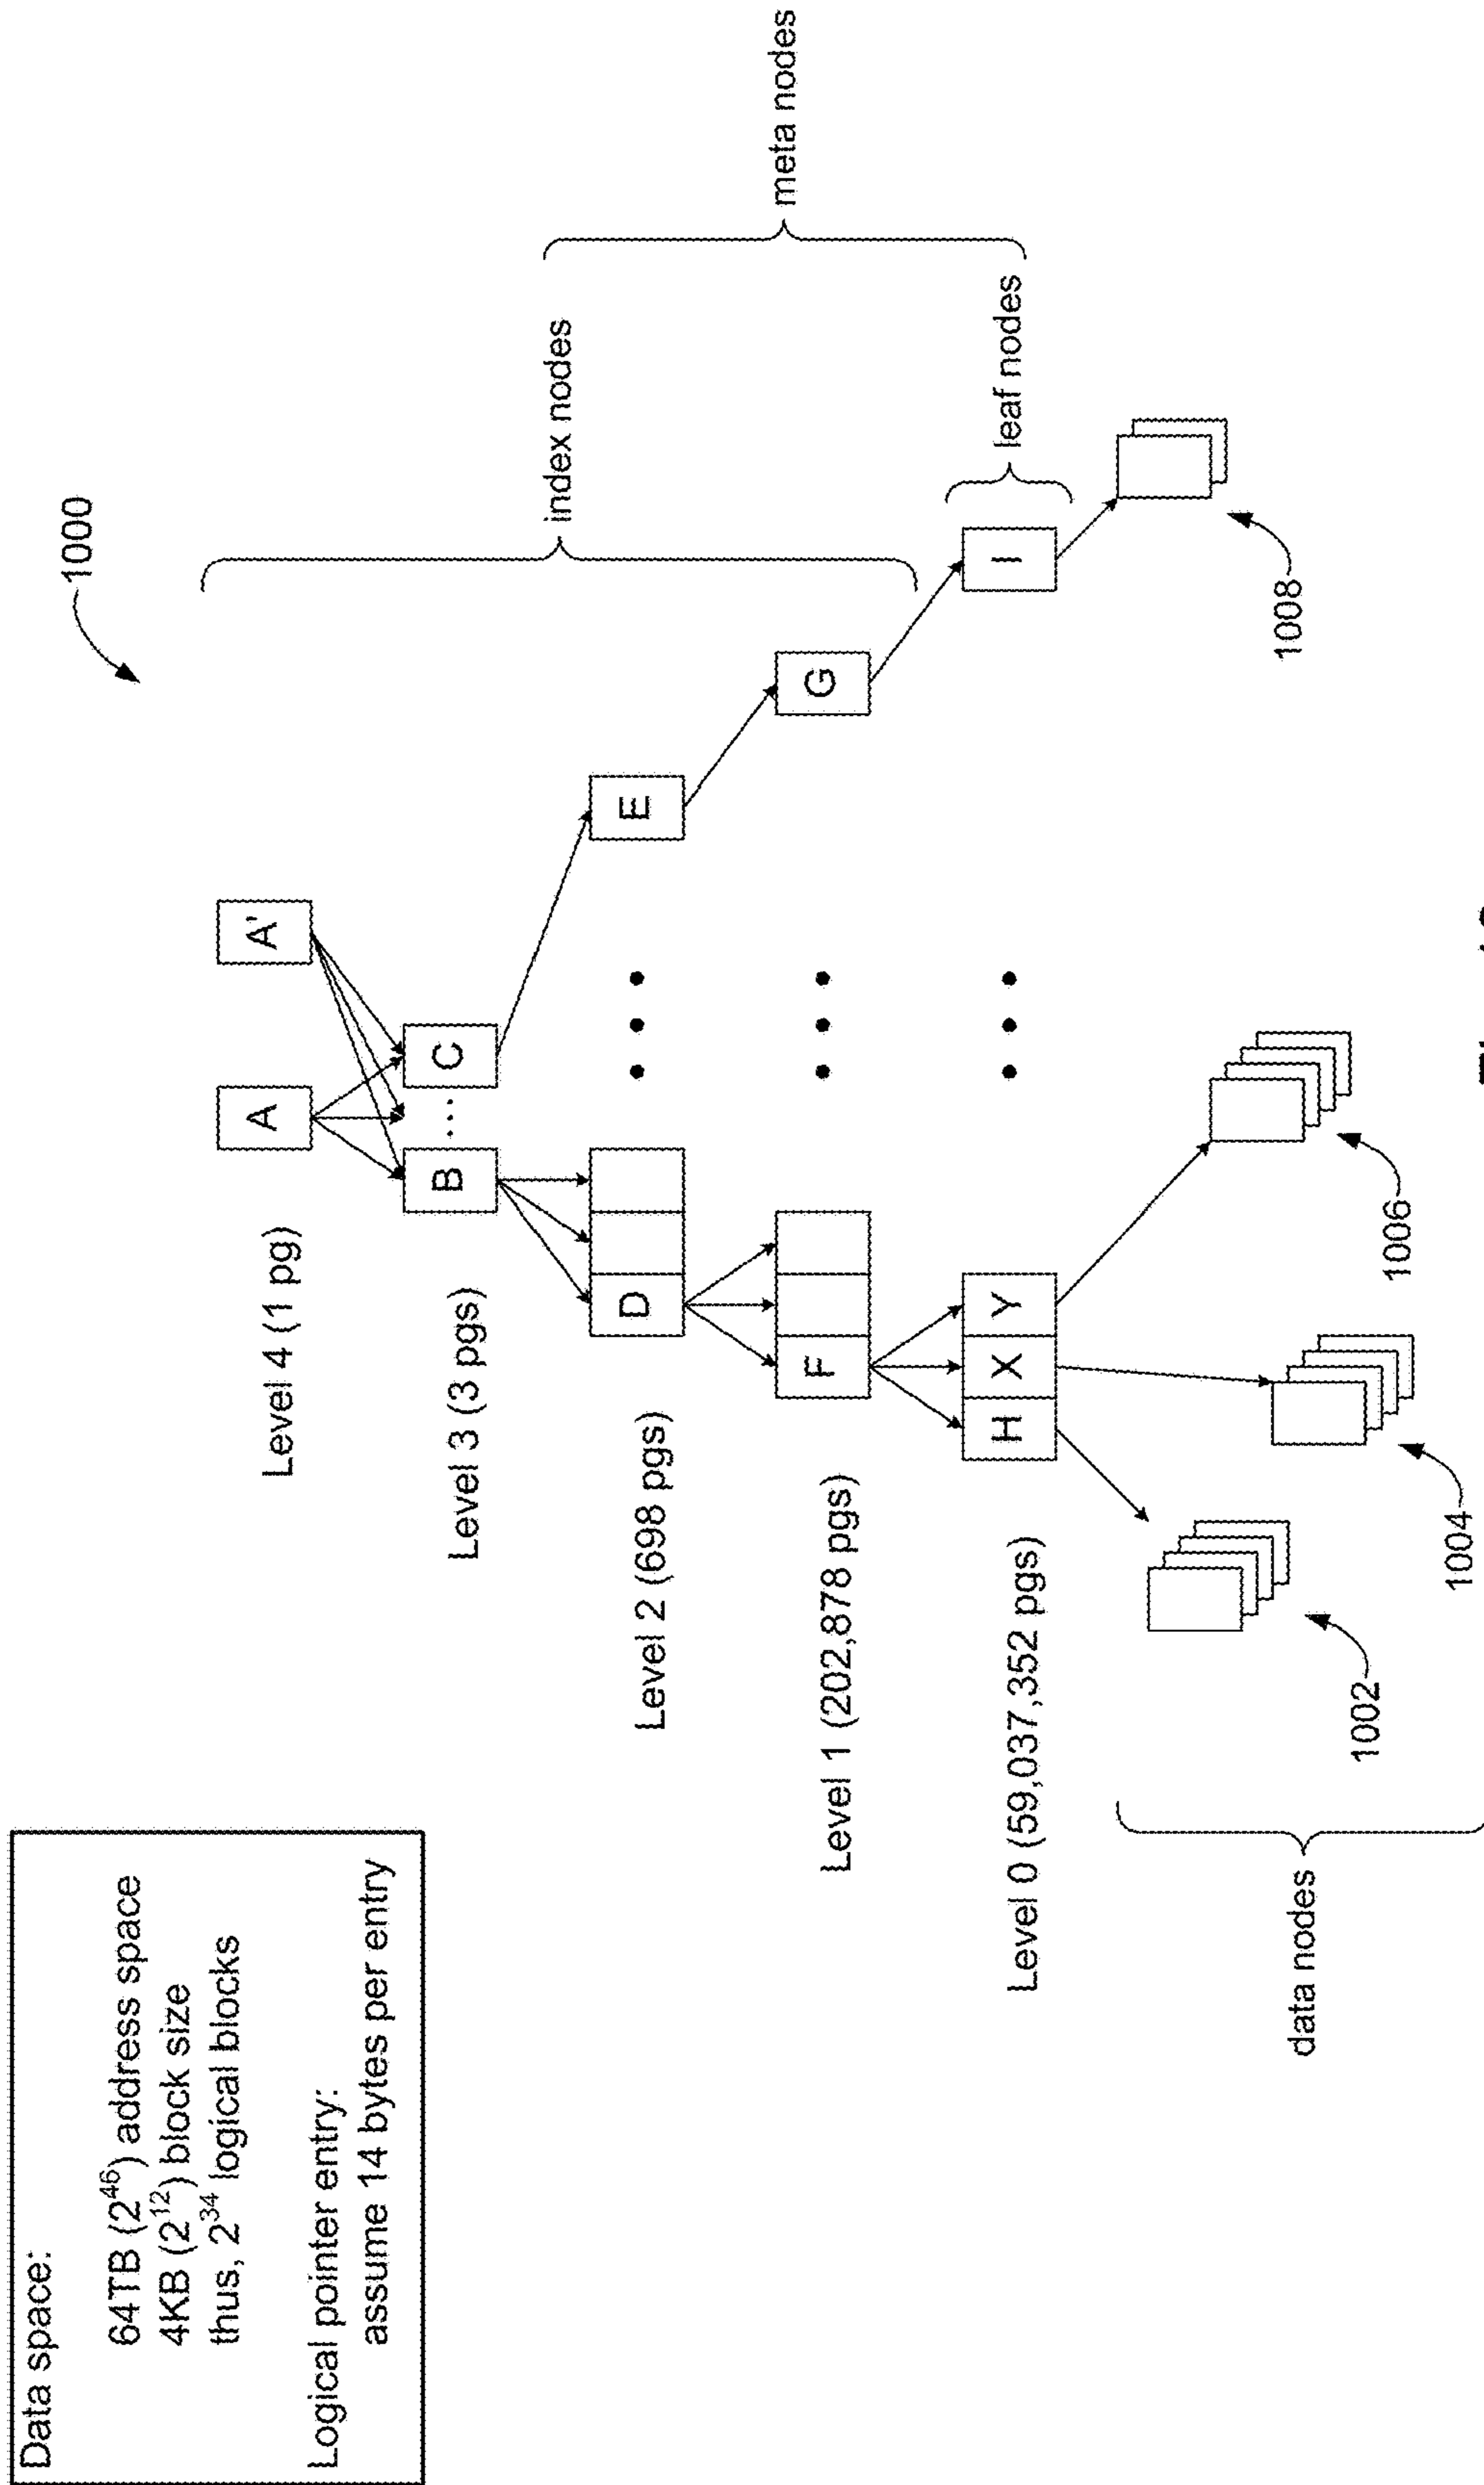 Data space:
64TB (2^46) address space
4KB (2^12) block size
thus, 2^34 logical blocks
Logical pointer entry:
assume 14 bytes per entry
1000
A
A'
Level 4 (1 pg)
B
...
C
Level 3 (3 pgs)
index nodes
D
E
Level 2 (698 pgs)
meta nodes
F
G
Level 1 (202,878 pgs)
H
X
Y
I
leaf nodes
Level 0 (59,037,352 pgs)
data nodes
1002
1004
1006
1008